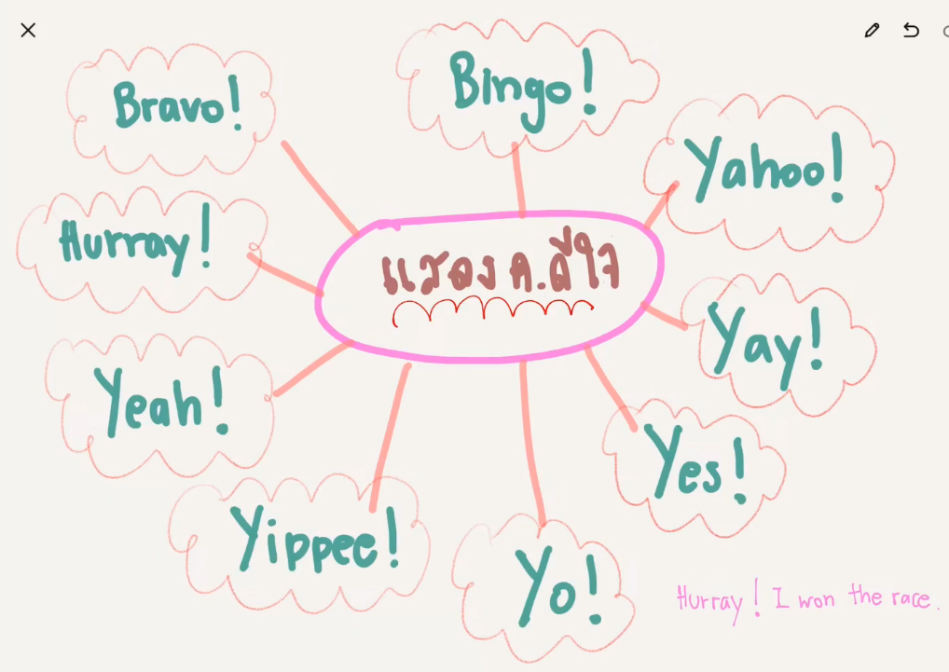 Bravo!
Bingo!
Yahoo!
Hurray!
แสดง ค.ดีใจ
Yay!
Yeah!
Yes!
Yippee!
Yo!
Hurray! I won the race.